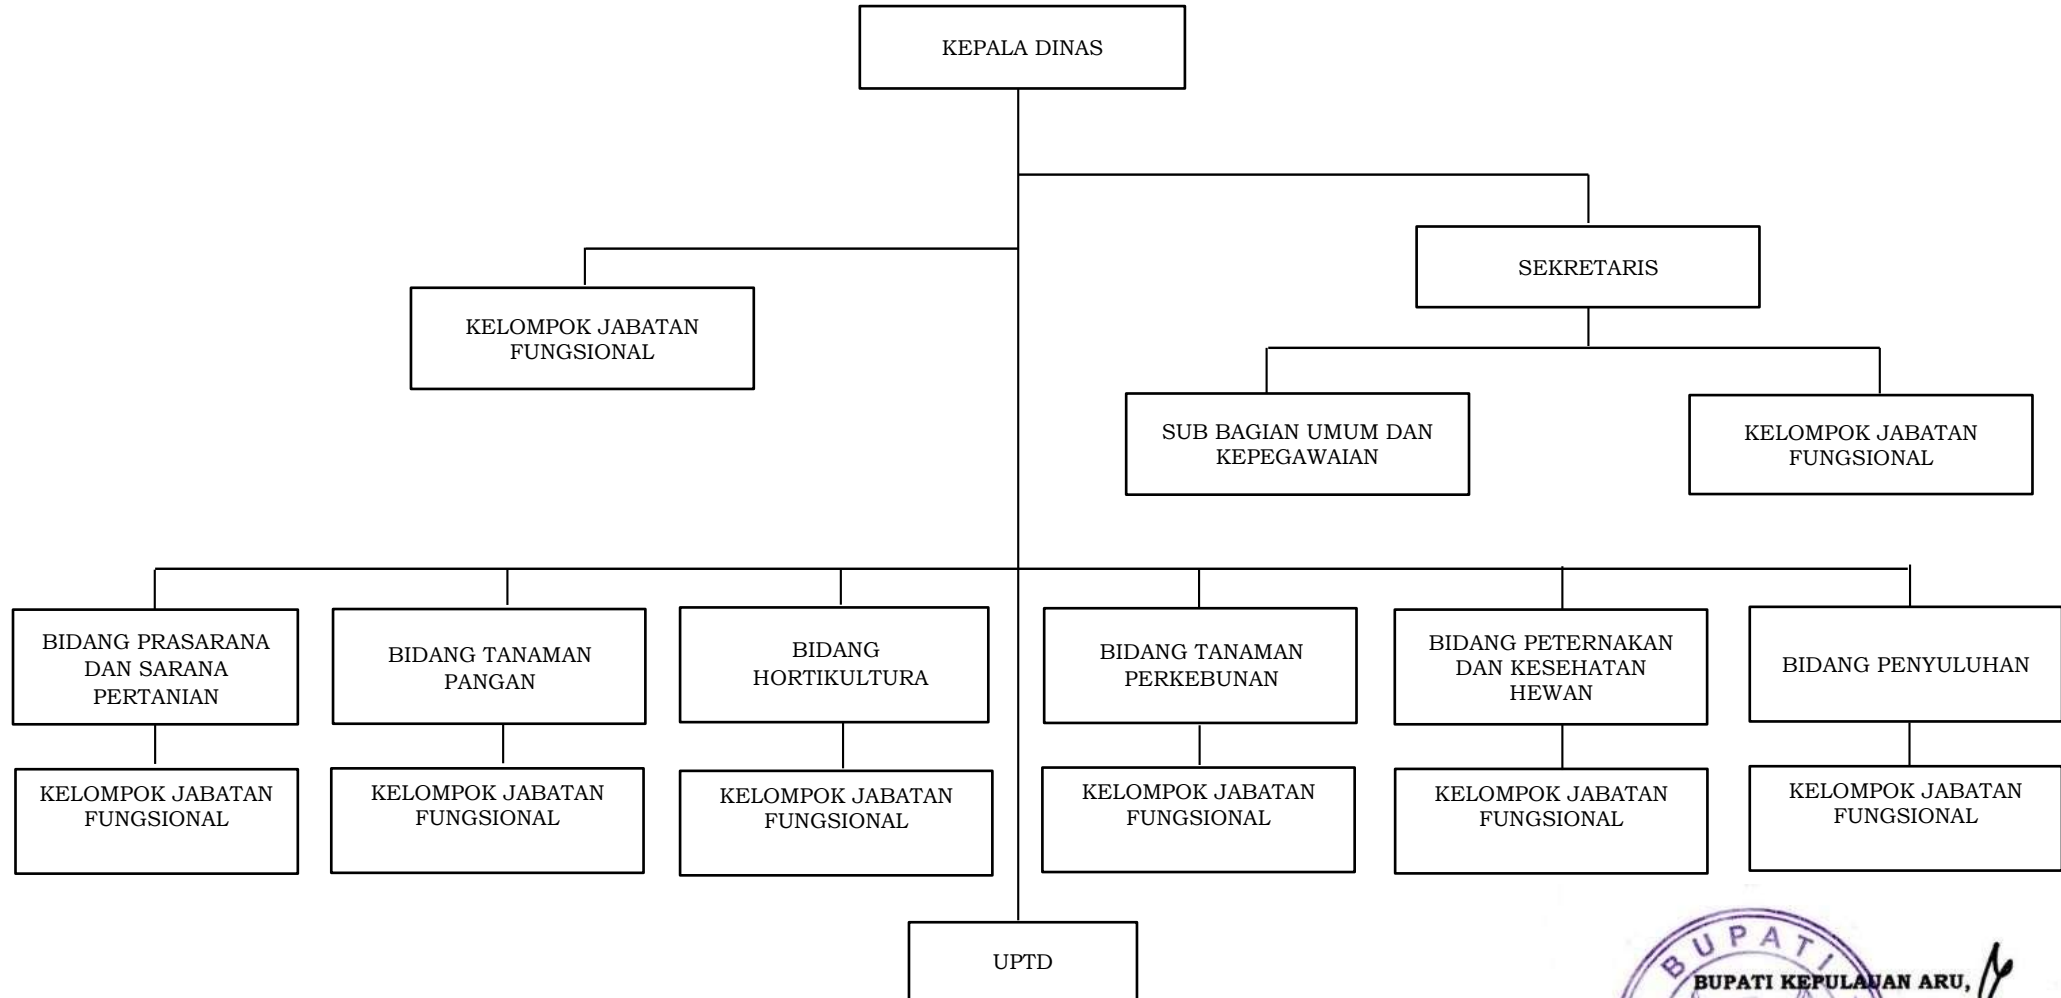 KEPALA DINAS
SEKRETARIS
KELOMPOK JABATAN
FUNGSIONAL
SUB BAGIAN UMUM DAN
KEPEGAWAIAN
KELOMPOK JABATAN
FUNGSIONAL
BIDANG PRASARANA
DAN SARANA
PERTANIAN
BIDANG TANAMAN
PANGAN
BIDANG
HORTIKULTURA
BIDANG TANAMAN
PERKEBUNAN
BIDANG PETERNAKAN
DAN KESEHATAN
HEWAN
BIDANG PENYULUHAN
KELOMPOK JABATAN
FUNGSIONAL
KELOMPOK JABATAN
FUNGSIONAL
KELOMPOK JABATAN
FUNGSIONAL
KELOMPOK JABATAN
FUNGSIONAL
KELOMPOK JABATAN
FUNGSIONAL
KELOMPOK JABATAN
FUNGSIONAL
UPTD
BUPATI
BUPATI KEPULAUAN ARU,